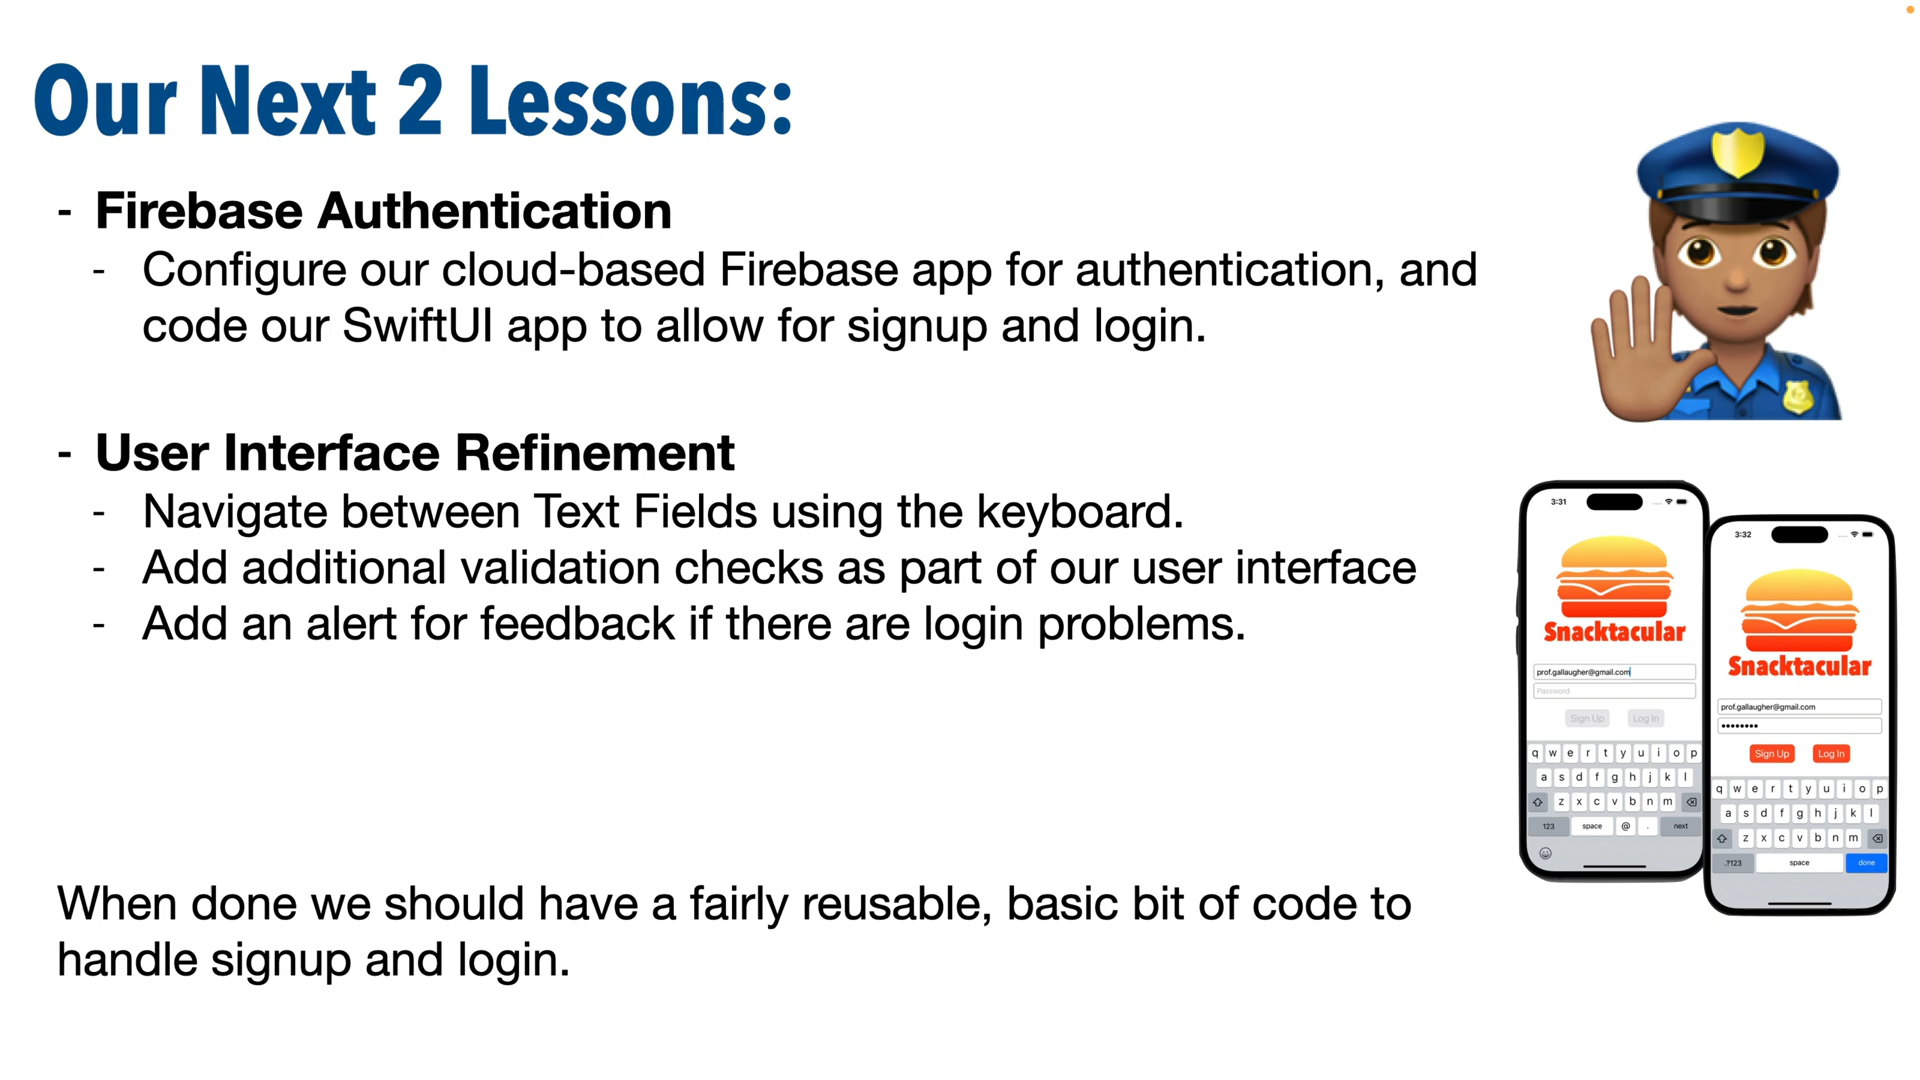 Our Next 2 Lessons:
- Firebase Authentication
- Configure our cloud-based Firebase app for authentication, and
code our SwiftUI app to allow for signup and login.
- User Interface Refinement
- Navigate between Text Fields using the keyboard.
- Add additional validation checks as part of our user interface
- Add an alert for feedback if there are login problems.
When done we should have a fairly reusable, basic bit of code to
handle signup and login.
3:31
Snacktacular
prof.gallaugher@gmail.com
Password
Sign Up Log In
q w e r t y u i o p
a s d f g h j k l
z x c v b n m
123 space @ . next
3:32
Snacktacular
prof.gallaugher@gmail.com
••••••••
Sign Up Log In
q w e r t y u i o p
a s d f g h j k l
z x c v b n m
.?123 space done